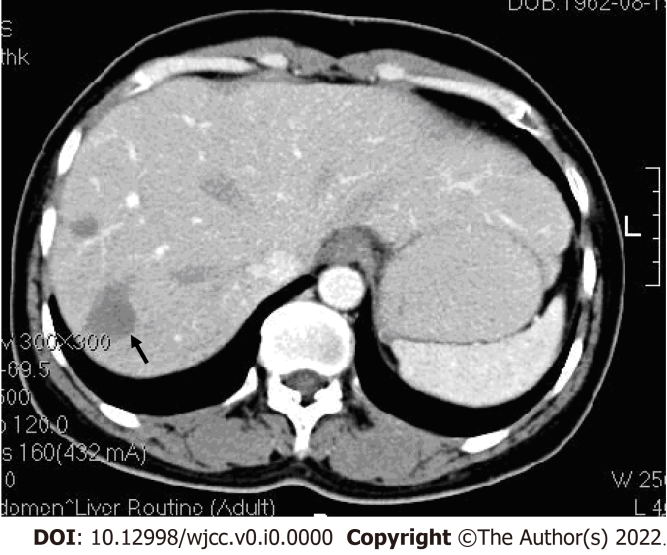 DOB:1962-08-1
S
thk
L
300X300
-69.5
500
120.0
s 160(432 mA)
0
W 25
domen^Liver Routine (Adult)
L 4
DOI: 10.12998/wjcc.v0.i0.0000 Copyright ©The Author(s) 2022.